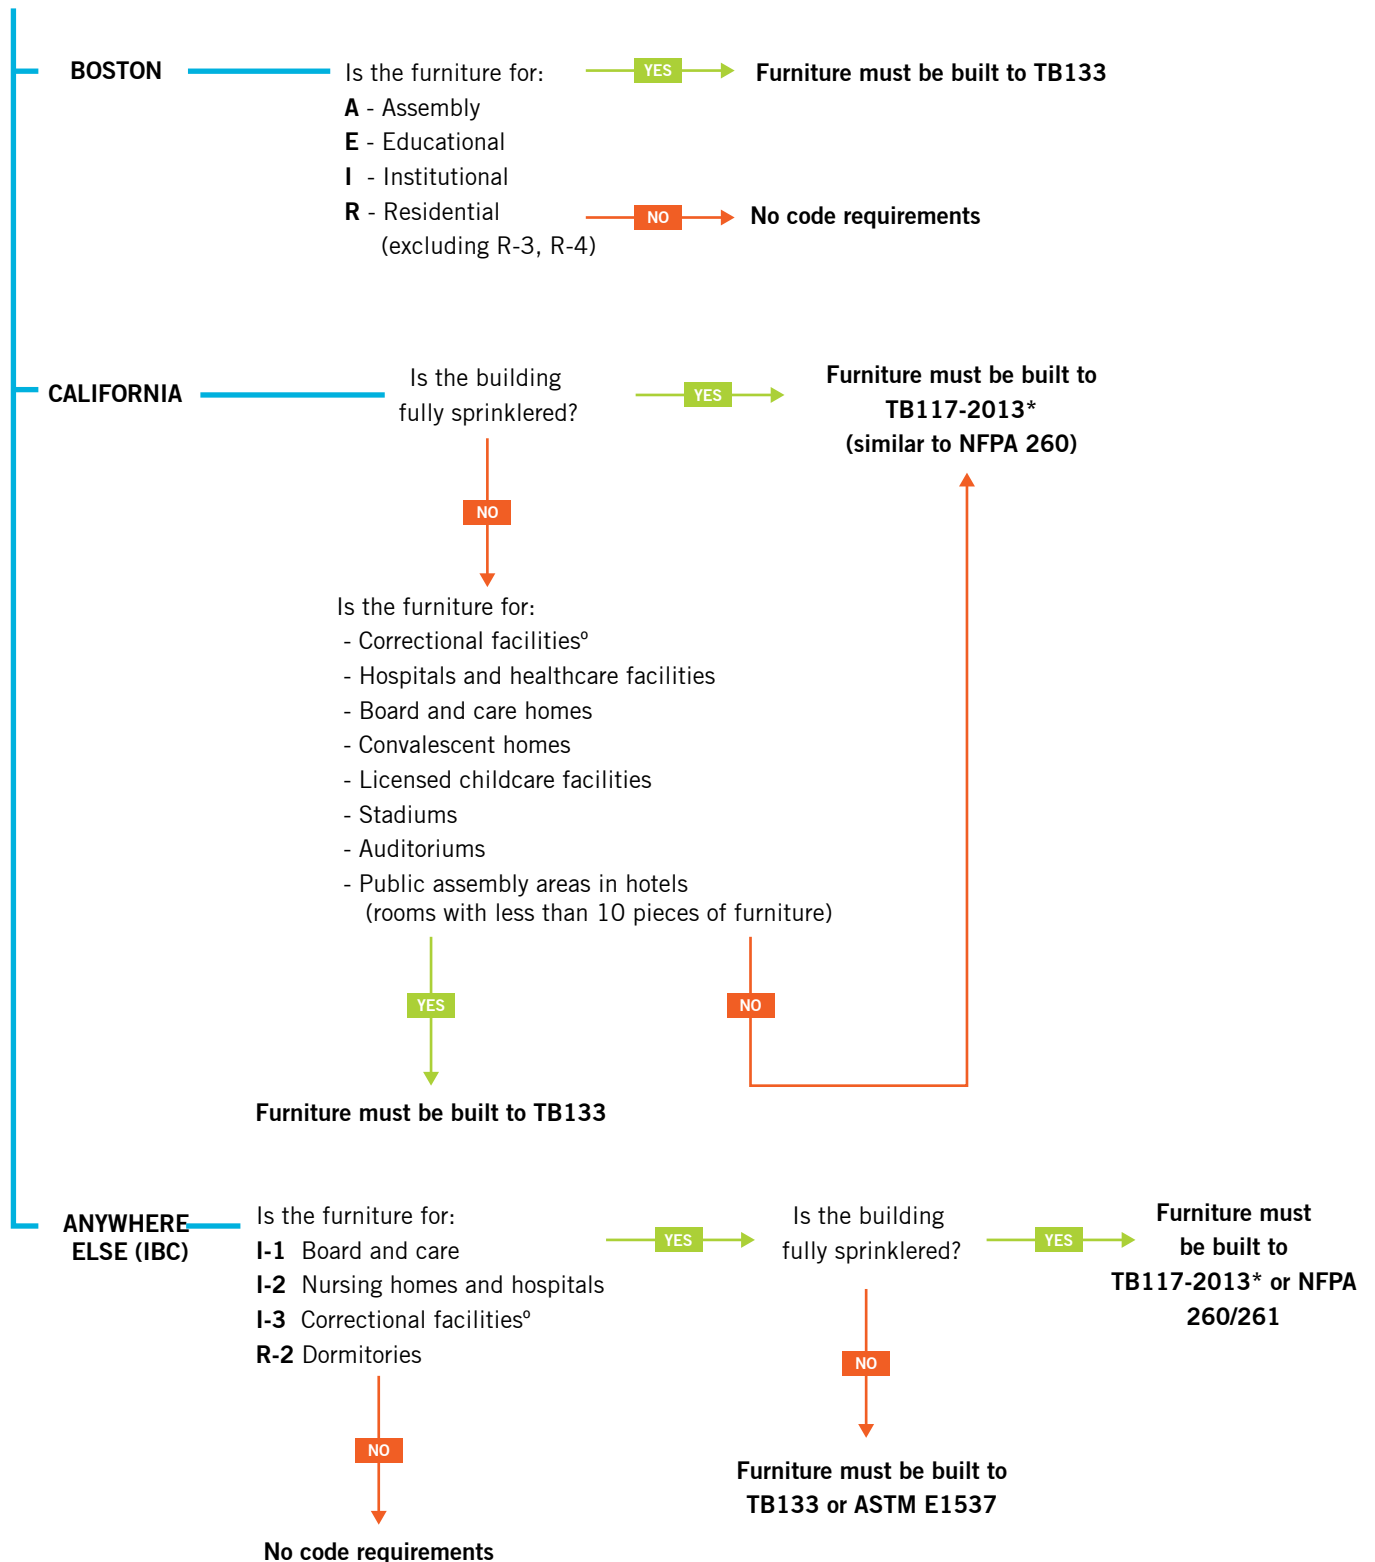 BOSTON
Is the furniture for:
A - Assembly
E - Educational
I - Institutional
R - Residential
(excluding R-3, R-4)
YES
Furniture must be built to TB133
NO
No code requirements
CALIFORNIA
Is the building
fully sprinklered?
YES
Furniture must be built to
TB117-2013*
(similar to NFPA 260)
NO
Is the furniture for:
- Correctional facilitiesº
- Hospitals and healthcare facilities
- Board and care homes
- Convalescent homes
- Licensed childcare facilities
- Stadiums
- Auditoriums
- Public assembly areas in hotels
(rooms with less than 10 pieces of furniture)
YES
NO
Furniture must be built to TB133
ANYWHERE
ELSE (IBC)
Is the furniture for:
I-1 Board and care
I-2 Nursing homes and hospitals
I-3 Correctional facilitiesº
R-2 Dormitories
YES
Is the building
fully sprinklered?
YES
Furniture must
be built to
TB117-2013* or NFPA
260/261
NO
Furniture must be built to
TB133 or ASTM E1537
NO
No code requirements